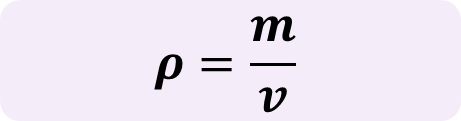 ρ = m/v